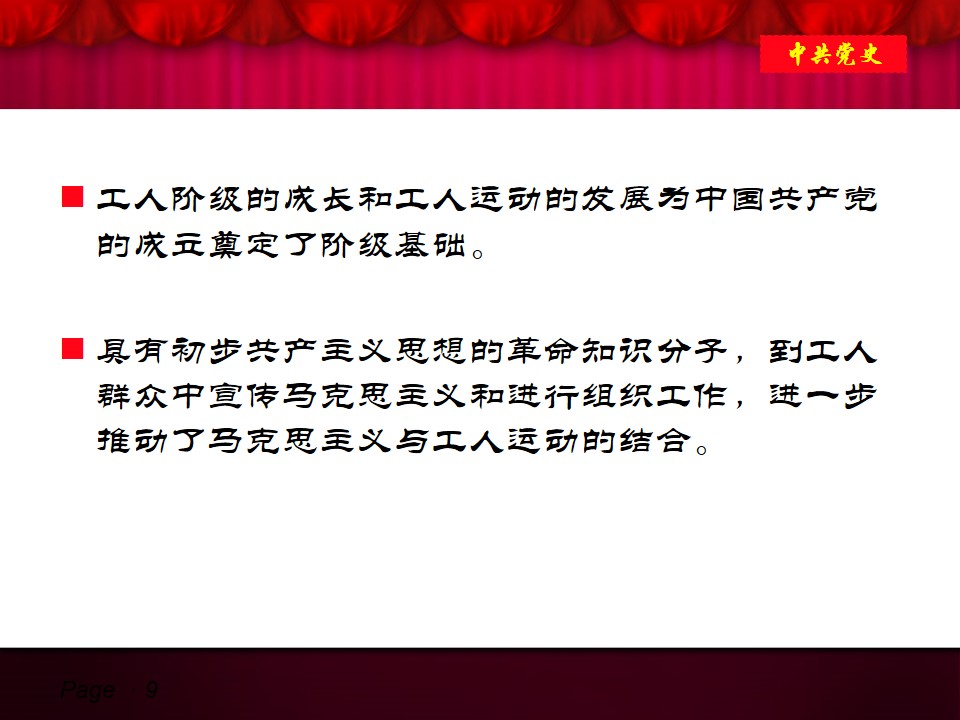 中共党史
工人阶级的成长和工人运动的发展为中国共产党
的成立奠定了阶级基础。
具有初步共产主义思想的革命知识分子，到工人
群众中宣传马克思主义和进行组织工作，进一步
推动了马克思主义与工人运动的结合。
Page 9